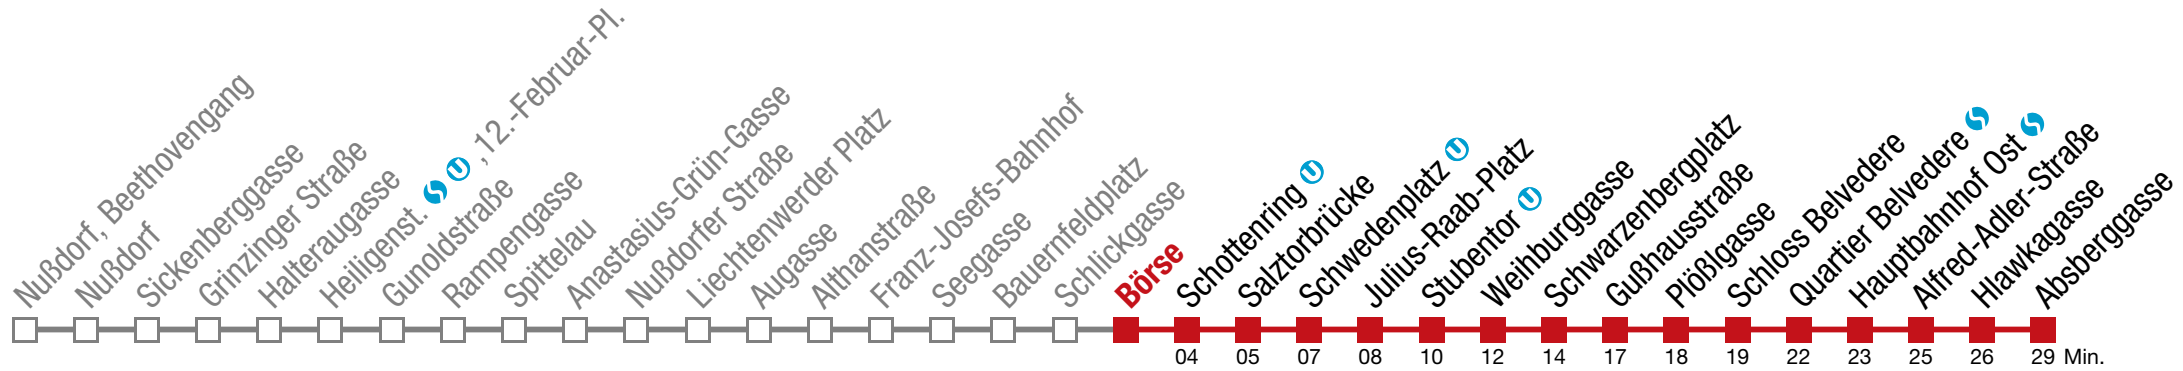 Nußdorf, Beethovengang
Nußdorf
Sickenberggasse
Grinzinger Straße
Halteraugasse
Heiligenst. S U , 12.-Februar-Pl.
Gunoldstraße
Rampengasse
Spittelau
Anastasius-Grün-Gasse
Nußdorfer Straße
Liechtenwerder Platz
Augasse
Althanstraße
Franz-Josefs-Bahnhof
Seegasse
Bauernfeldplatz
Schlickgasse
Börse
Schottenring U
Salztorbrücke
Schwedenplatz U
Julius-Raab-Platz
Stubentor U
Weihburggasse
Schwarzenbergplatz
Gußhausstraße
Plößlgasse
Schloss Belvedere
Quartier Belvedere S
Hauptbahnhof Ost S
Alfred-Adler-Straße
Hawkagasse
Absberggasse
04 05 07 08 10 12 14 17 18 19 22 23 25 26 29 Min.